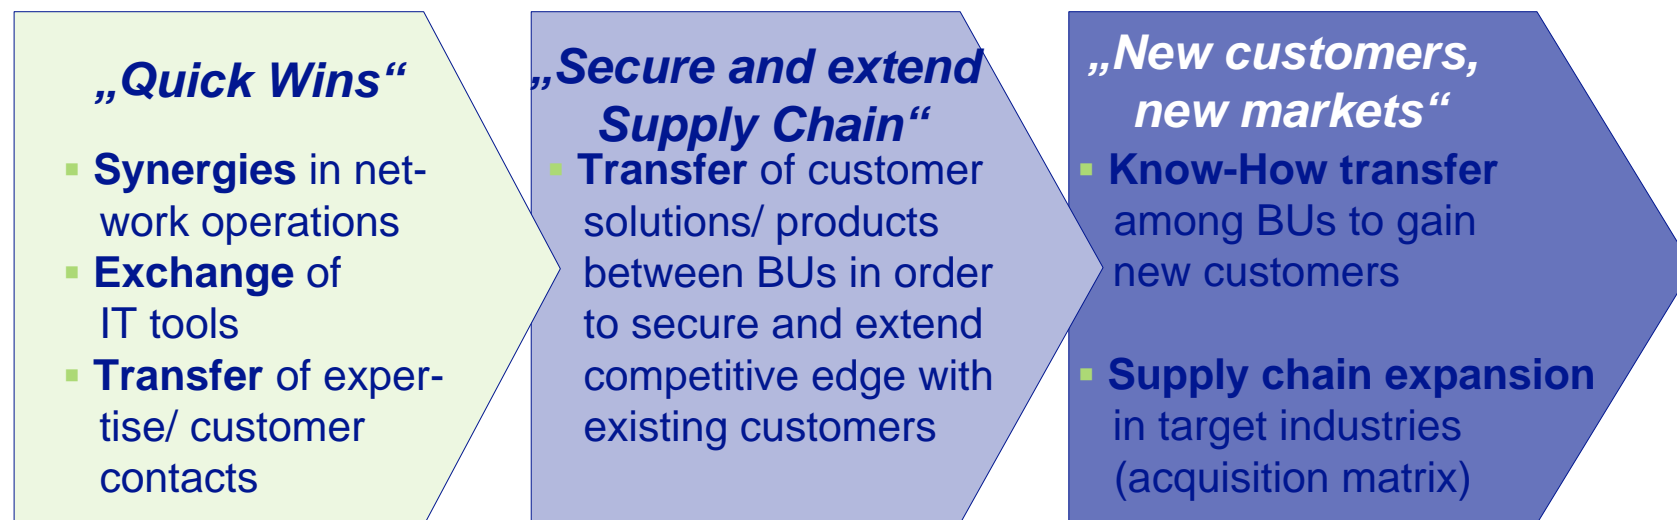 „Quick Wins“
▪ Synergies in net-
work operations
▪ Exchange of
IT tools
▪ Transfer of exper-
tise/ customer
contacts
„Secure and extend
Supply Chain“
▪ Transfer of customer
solutions/ products
between BUs in order
to secure and extend
competitive edge with
existing customers
„New customers,
new markets“
▪ Know-How transfer
among BUs to gain
new customers
▪ Supply chain expansion
in target industries
(acquisition matrix)